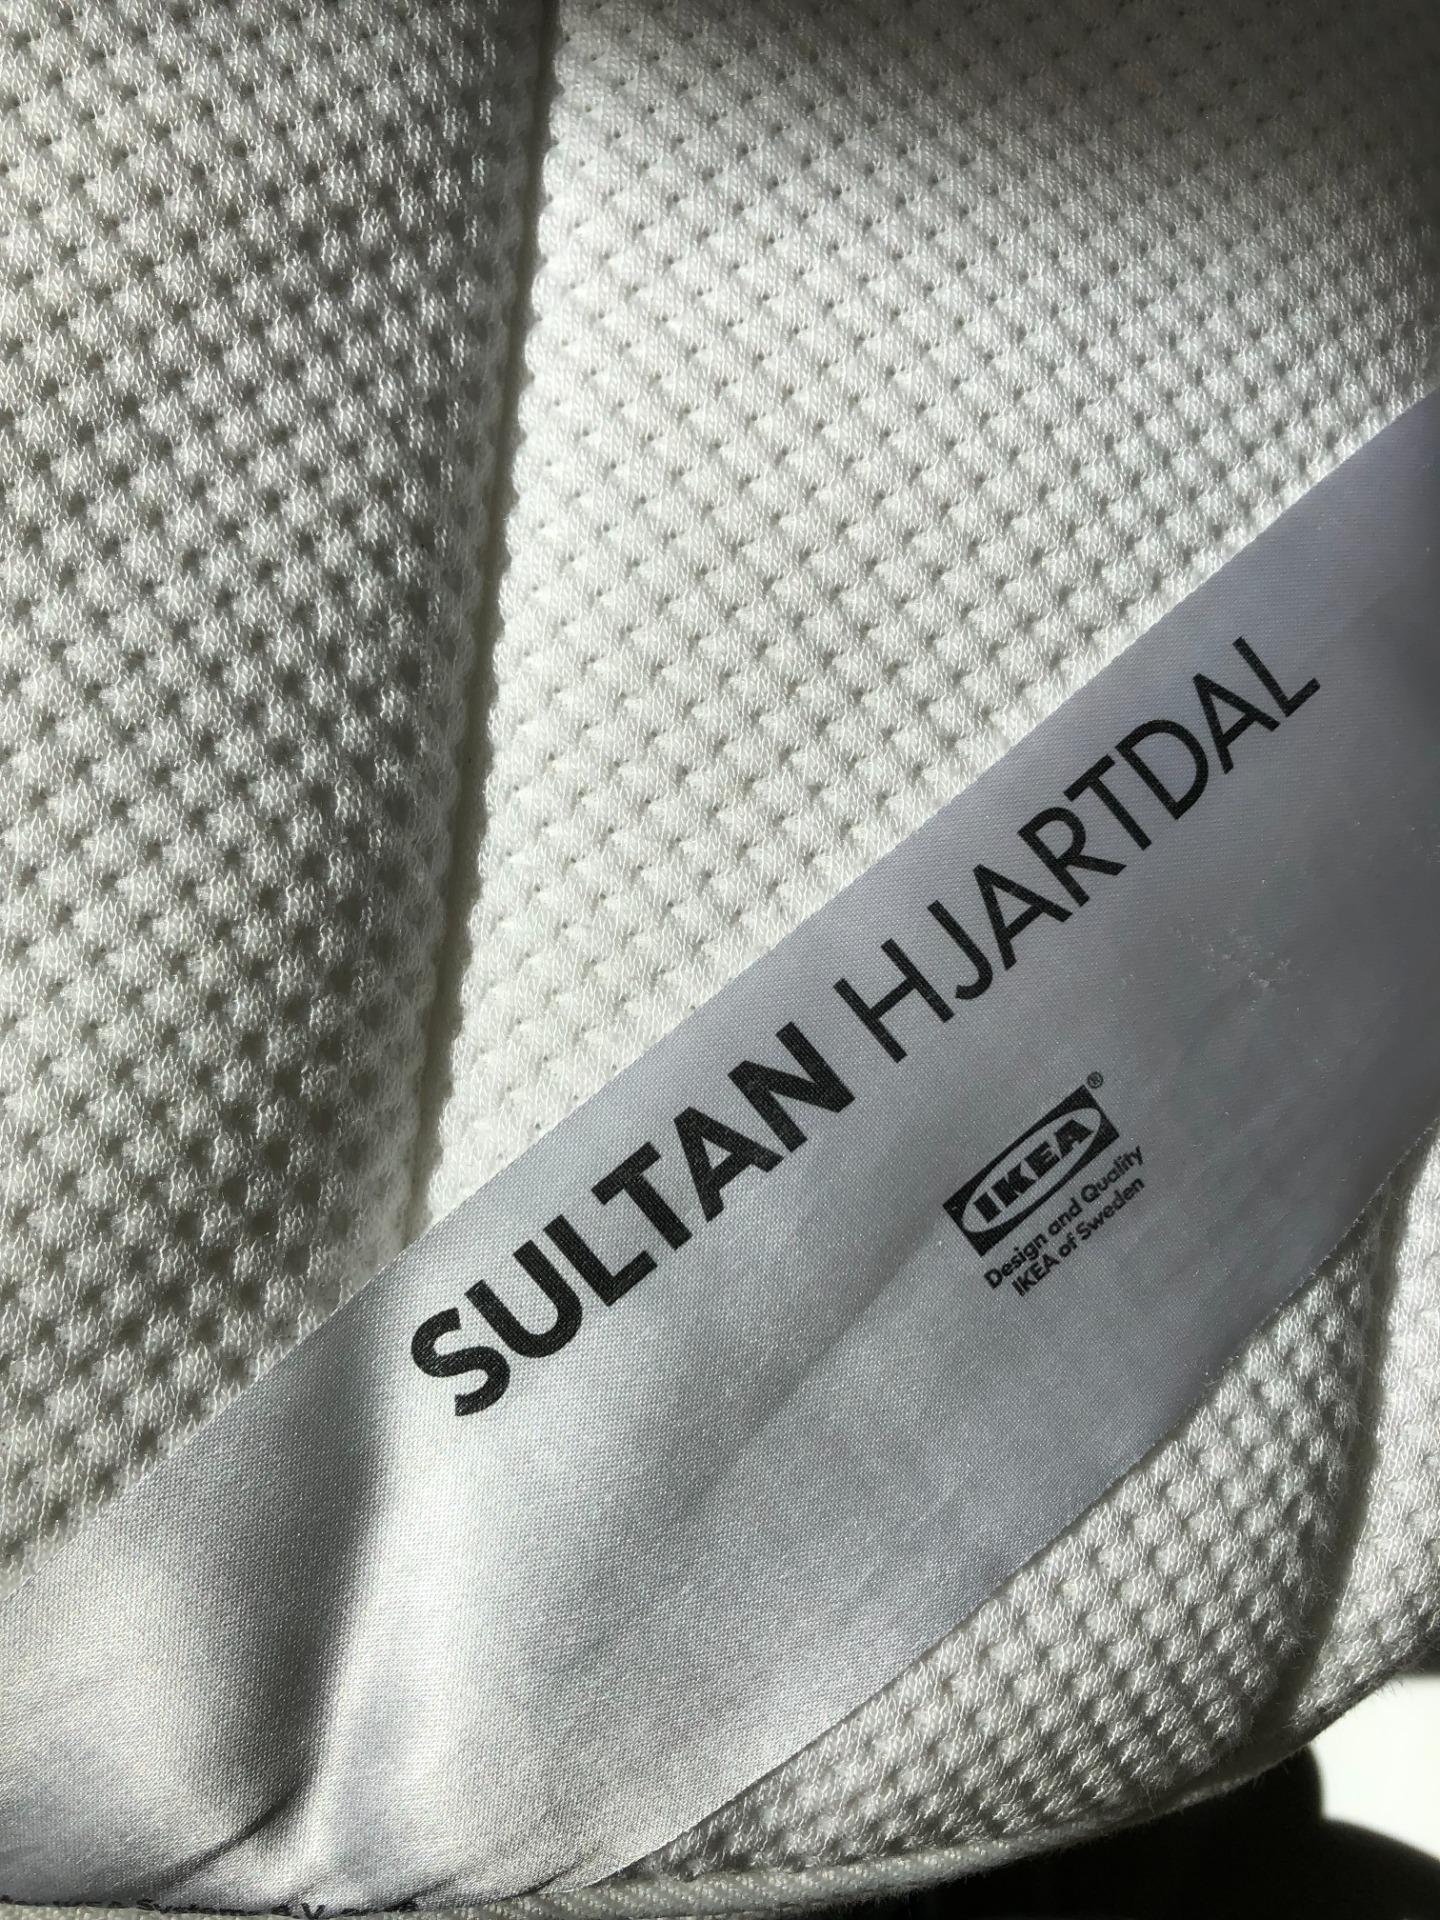 SULTAN HJARTDAL
IKEA®
Design and Quality
IKEA of Sweden